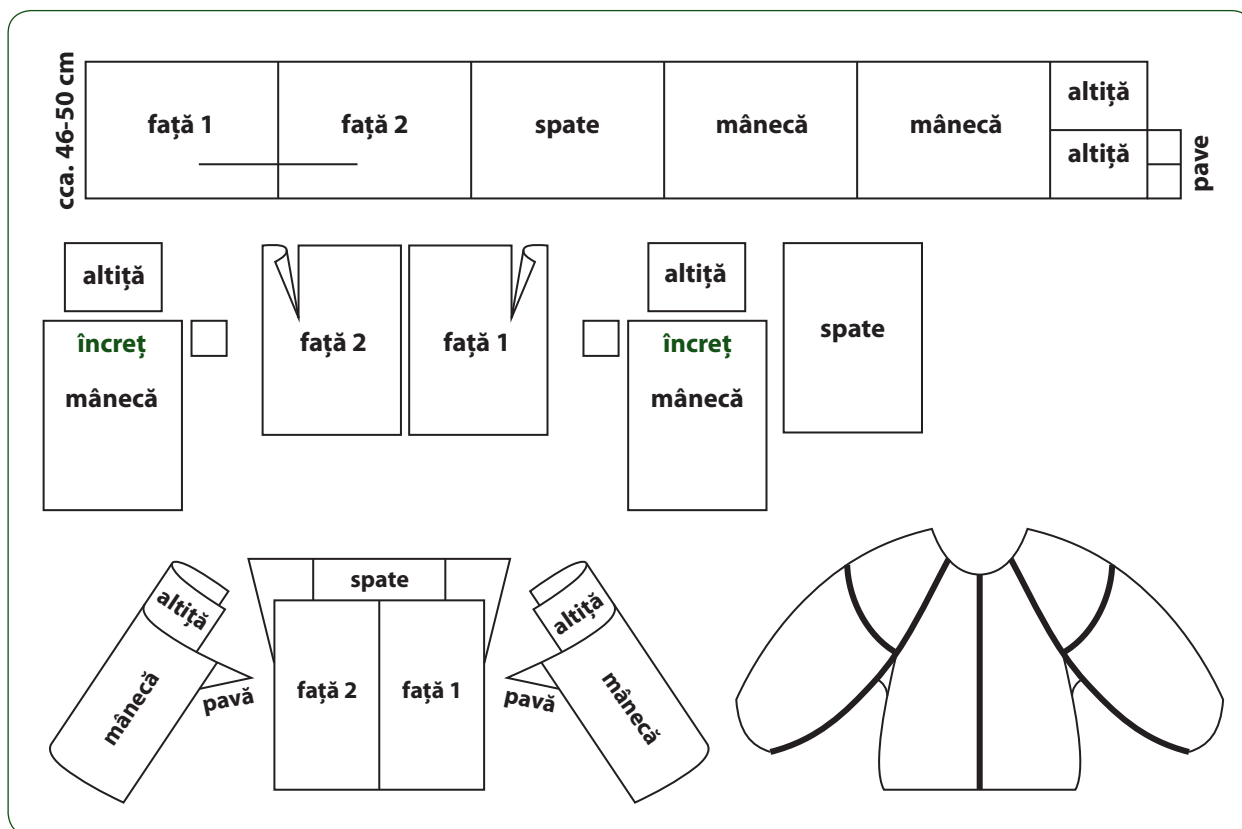 cca. 46-50 cm
față 1
față 2
spate
mânecă
mânecă
altiță
altiță
pave
altiță
încreț
mânecă
față 2
față 1
altiță
încreț
mânecă
spate
altiță
mânecă
pavă
spate
față 2
față 1
pavă
altiță
mânecă